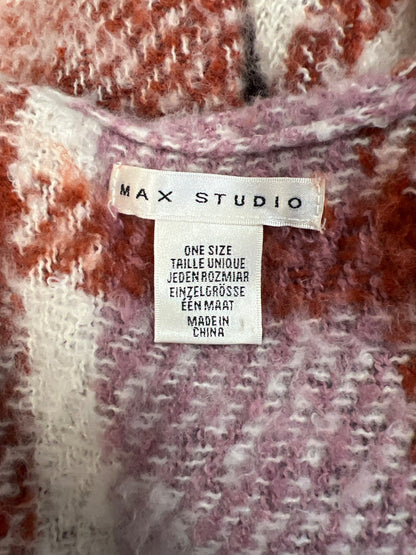 MAX STUDIO
ONE SIZE
TAILLE UNIQUE
JEDEN ROZMIAR
EINZELGRÖSSE
ÉÉN MAAT
MADE IN
CHINA